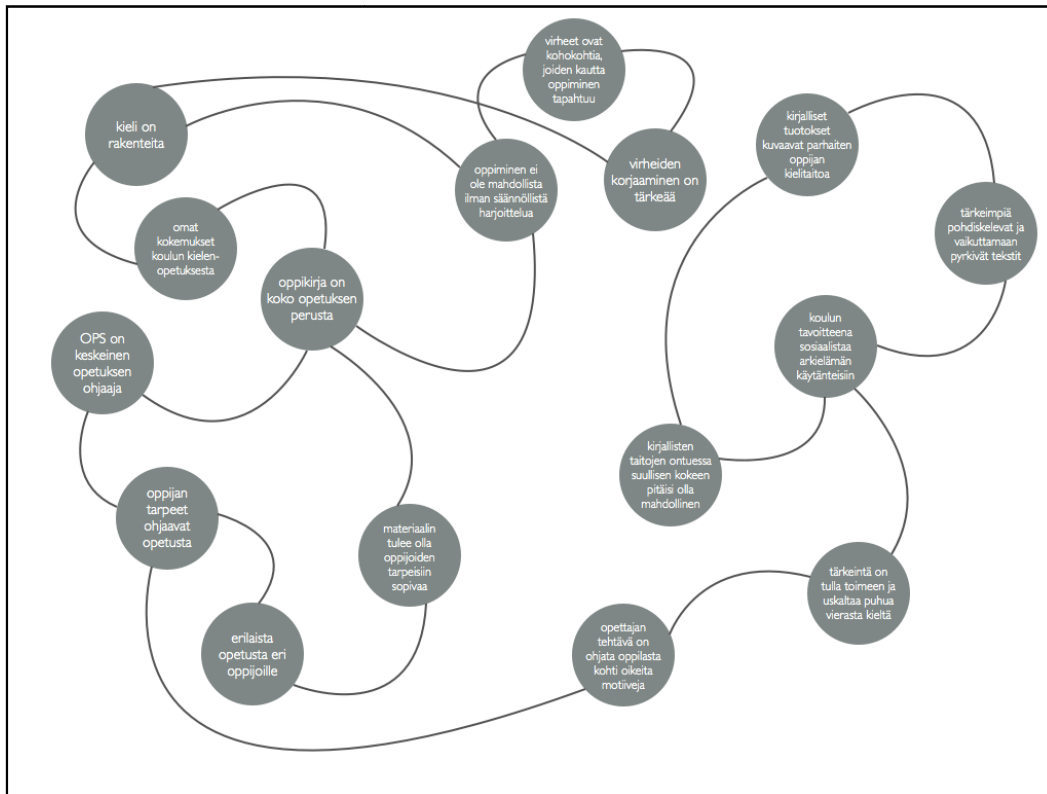 virheet ovat
kohokohtia,
joiden kautta
oppiminen
tapahtuu
kieli on
rakenteita
kirjalliset
tuotokset
kuvaavat parhaiten
oppijan
kielitaitoa
oppiminen ei
ole mahdollista
ilman säännöllistä
harjoittelua
virheiden
korjaaminen on
tärkeää
omat
kokemukset
koulun kielen-
opetuksesta
tärkeimpiä
pohdiskelevat ja
vaikuttamaan
pyrkivät tekstit
oppikirja on
koko opetuksen
perusta
OPS on
keskeinen
opetuksen
ohjaaja
koulun
tavoitteena
sosiaalistaa
arkielämän
käytänteisiin
kirjallisten
taitojen ontuessa
suullisen kokeen
pitäisi olla
mahdollinen
oppijan
tarpeet
ohjaavat
opetusta
materiaalin
tulee olla
oppijoiden
tarpeisiin
sopivaa
tärkeintä on
tulla toimeen ja
uskaltaa puhua
vierasta kieltä
erilaista
opetusta eri
oppijoille
opettajan
tehtävä on
ohjata oppilasta
kohti oikeita
motiiveja